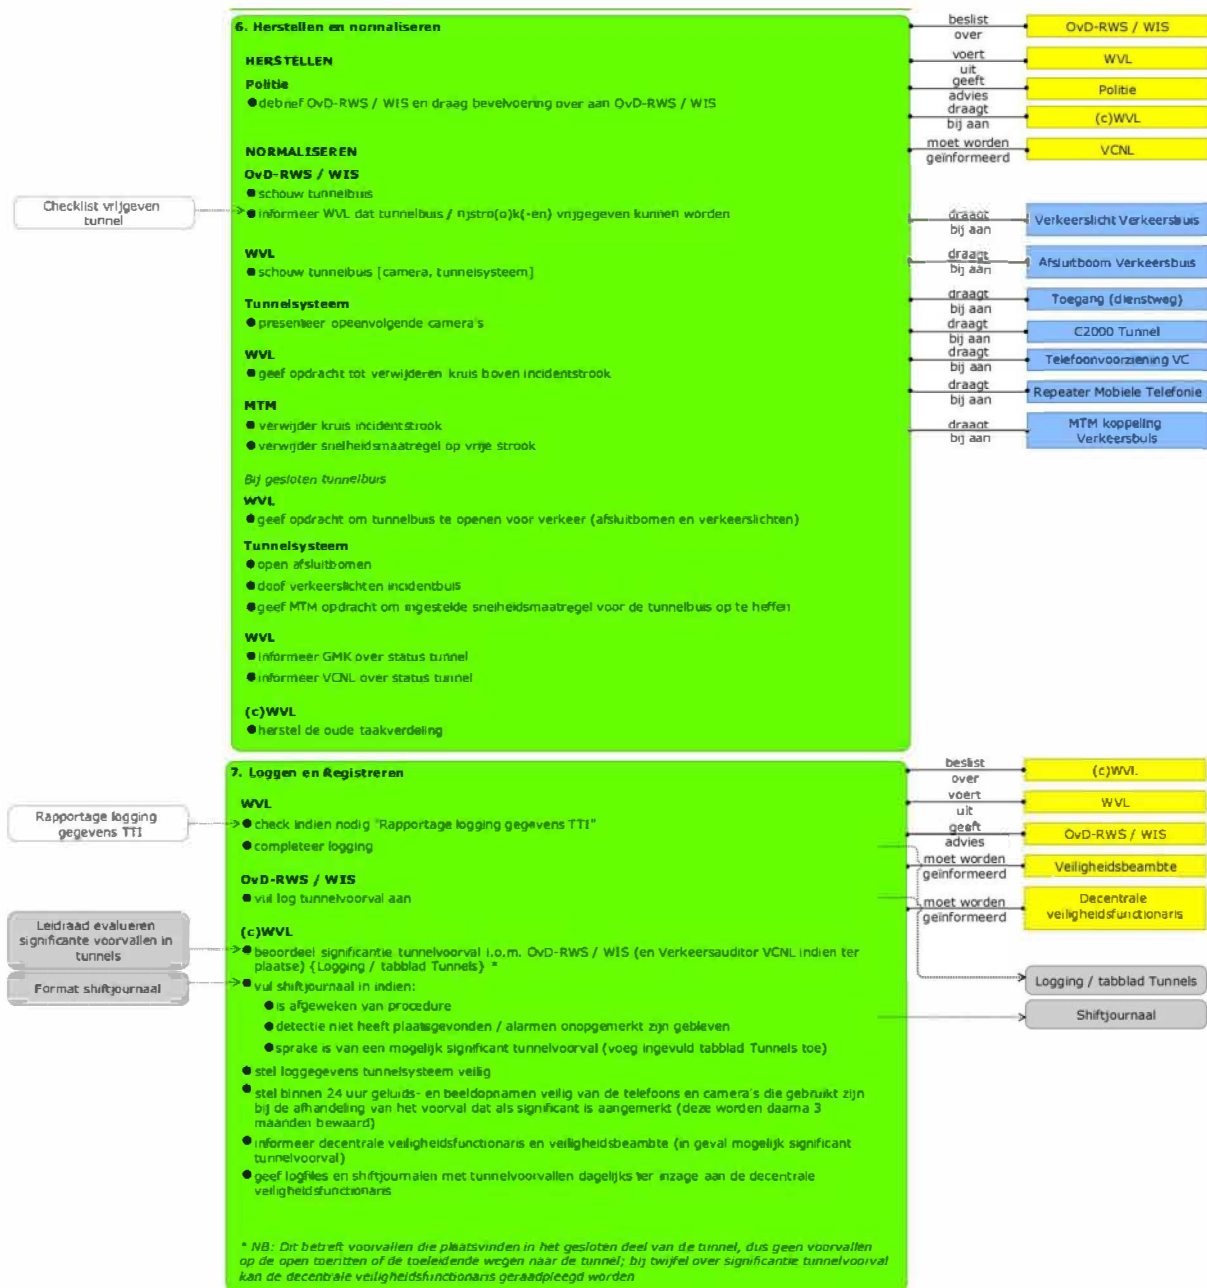 6. Herstellen en normaliseren
HERSTELLEN
Politie
● debrief OvD-RWS / WIS en draag bevelvoering over aan OvD-RWS / WIS
NORMALISEREN
OvD-RWS / WIS
● schouw tunnelbuis
● informeer WVL dat tunnelbuis / rijstro(o)k(-en) vrijgegeven kunnen worden
WVL
● schouw tunnelbuis [camera, tunnelsysteem]
Tunnelsysteem
● presenteer opeenvolgende camera's
WVL
● geef opdracht tot verwijderen kruis boven incidentstrook
MTM
● verwijder kruis incidentstrook
● verwijder snelheidsmaatregel op vrije strook
Bij gesloten tunnelbuis
WVL
● geef opdracht om tunnelbuis te openen voor verkeer (afsluitbomen en verkeerslichten)
Tunnelsysteem
● open afsluitbomen
● doof verkeerslichten incidentbuis
● geef MTM opdracht om ingestelde snelheidsmaatregel voor de tunnelbuis op te heffen
WVL
● informeer GMK over status tunnel
● informeer VCNL over status tunnel
(c)WVL
● herstel de oude taakverdeling
Checklist vrijgeven
tunnel
beslist
over
OvD-RWS / WIS
voert
uit
WVL
geeft
advies
Politie
draagt
bij aan
(c)WVL
moet worden
geïnformeerd
VCNL
draagt
bij aan
Verkeerslicht Verkeersbuis
draagt
bij aan
Afsluitboom Verkeersbuis
draagt
bij aan
Toegang (dienstweg)
draagt
bij aan
C2000 Tunnel
draagt
bij aan
Telefoonvoorziening VC
draagt
bij aan
Repeater Mobiele Telefonie
draagt
bij aan
MTM koppeling
Verkeersbuis
7. Loggen en Registreren
WVL
● check indien nodig "Rapportage logging gegevens TTI"
● completeer logging
OvD-RWS / WIS
● vul log tunnelvoorval aan
(c)WVL
● beoordeel significantie tunnelvoorval i.o.m. OvD-RWS / WIS (en Verkeersauditor VCNL indien ter
plaatse) {Logging / tabblad Tunnels} *
● vul shiftjournaal in indien:
● is afgeweken van procedure
● detectie niet heeft plaatsgevonden / alarmen onopgemerkt zijn gebleven
● sprake is van een mogelijk significant tunnelvoorval (voeg ingevuld tabblad Tunnels toe)
● stel loggegevens tunnelsysteem veilig
● stel binnen 24 uur geluids- en beeldopnamen veilig van de telefoons en camera's die gebruikt zijn
bij de afhandeling van het voorval dat als significant is aangemerkt (deze worden daarna 3
maanden bewaard)
● informeer decentrale veiligheidsfunctionaris en veiligheidsbeambte (in geval mogelijk significant
tunnelvoorval)
● geef logfiles en shiftjournalen met tunnelvoorvallen dagelijks ter inzage aan de decentrale
veiligheidsfunctionaris
* NB: Dit betreft voorvallen die plaatsvinden in het gesloten deel van de tunnel, dus geen voorvallen
op de open toeritten of de toeleidende wegen naar de tunnel; bij twijfel over significantie tunnelvoorval
kan de decentrale veiligheidsfunctionaris geraadpleegd worden
Rapportage logging
gegevens TTI
Leidraad evalueren
significante voorvallen in
tunnels
Format shiftjournaal
beslist
over
(c)WVL
voert
uit
WVL
geeft
advies
OvD-RWS / WIS
moet worden
geïnformeerd
Veiligheidsbeambte
moet worden
geïnformeerd
Decentrale
veiligheidsfunctionaris
Logging / tabblad Tunnels
Shiftjournaal